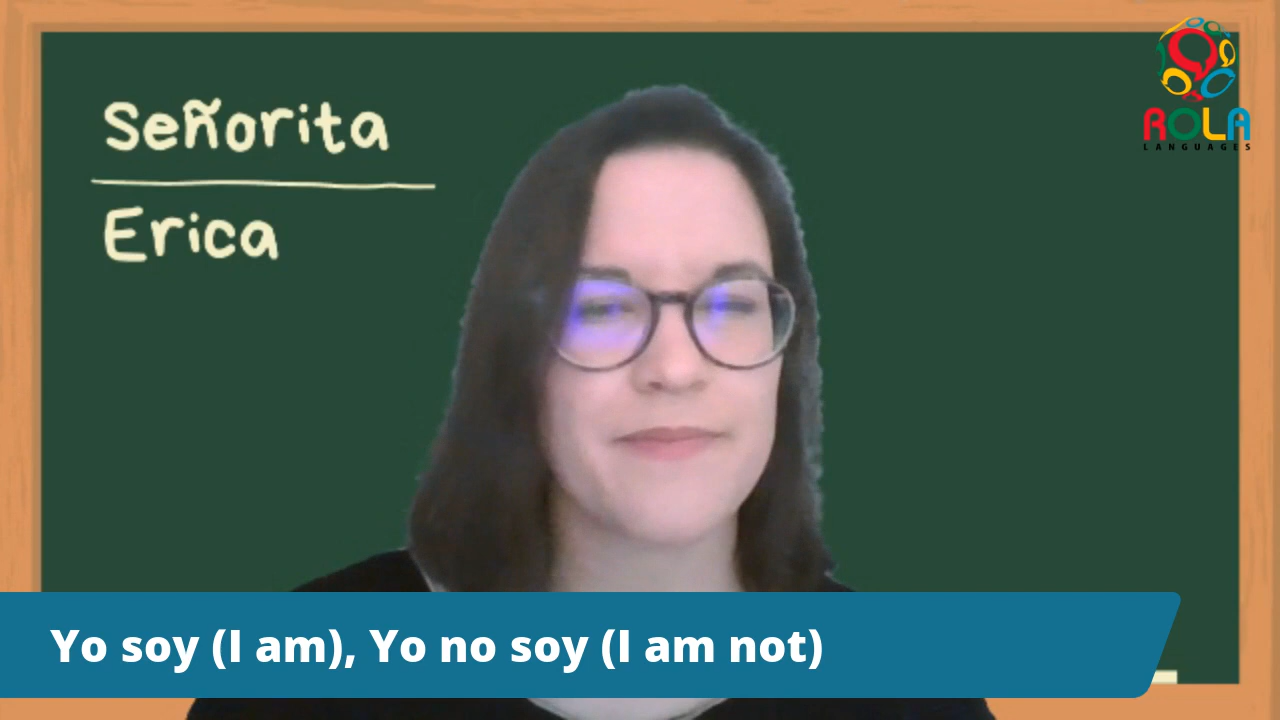 Señorita
Erica
ROLA
LANGUAGES
Yo soy (I am), Yo no soy (I am not)